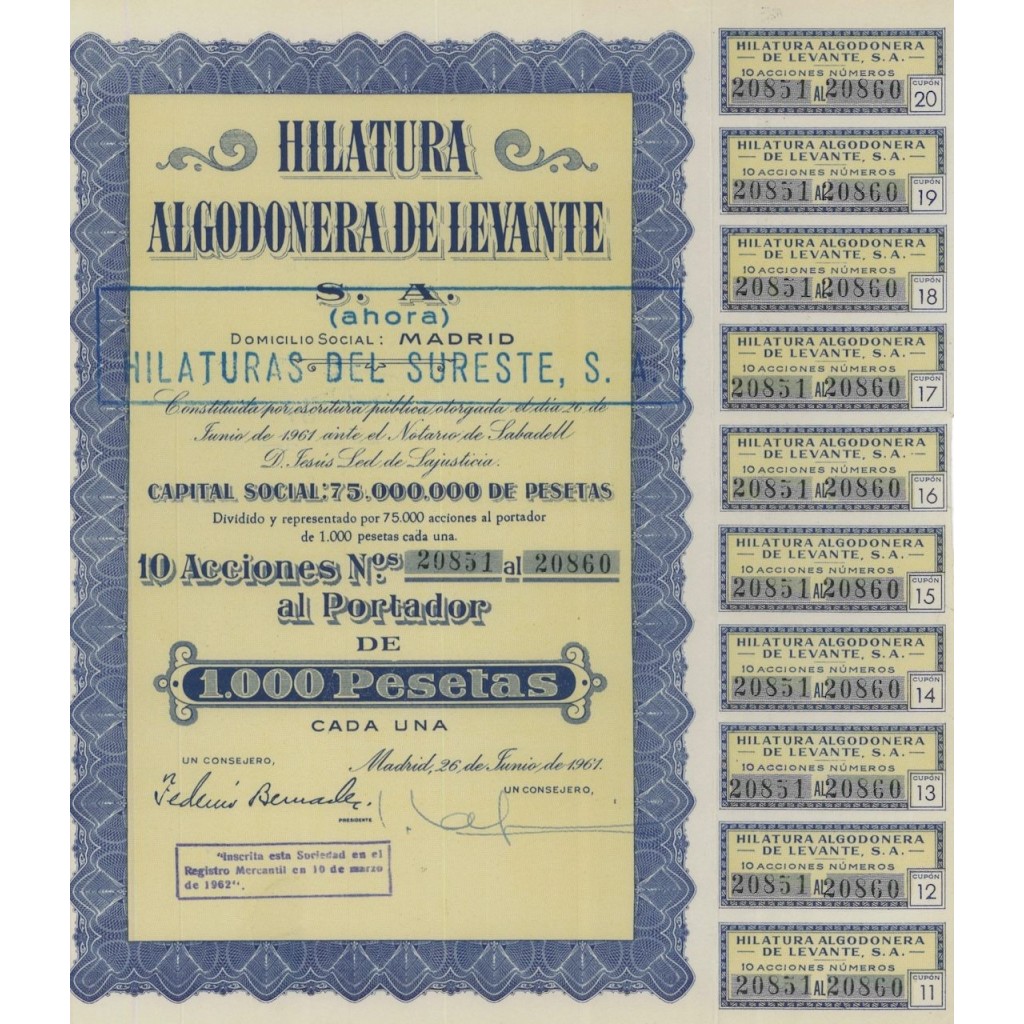 HILATURA
ALGODONERA DE LEVANTE
S. A.
(ahora)
DOMICILIO SOCIAL: MADRID
HILATURAS DEL SURESTE, S. A.
Constituída por escritura pública otorgada el día 26 de
Junio de 1961 ante el Notario de Sabadell
D. Jesús Led de Lajusticia.
CAPITAL SOCIAL: 75.000.000 DE PESETAS
Dividido y representado por 75.000 acciones al portador
de 1.000 pesetas cada una.
10 Acciones N.os 20851 al 20860
al Portador
DE
1.000 Pesetas
CADA UNA
Madrid, 26 de Junio de 1961.
UN CONSEJERO,
UN CONSEJERO,
PRESIDENTE
"Inscrita esta Sociedad en el
Registro Mercantil en 10 de marzo
de 1962".
HILATURA ALGODONERA
— DE LEVANTE, S.A. —
10 ACCIONES NÚMEROS
20851 AL 20860
CUPÓN
20
HILATURA ALGODONERA
— DE LEVANTE, S.A. —
10 ACCIONES NÚMEROS
20851 AL 20860
CUPÓN
19
HILATURA ALGODONERA
— DE LEVANTE, S.A. —
10 ACCIONES NÚMEROS
20851 AL 20860
CUPÓN
18
HILATURA ALGODONERA
— DE LEVANTE, S.A. —
10 ACCIONES NÚMEROS
20851 AL 20860
CUPÓN
17
HILATURA ALGODONERA
— DE LEVANTE, S.A. —
10 ACCIONES NÚMEROS
20851 AL 20860
CUPÓN
16
HILATURA ALGODONERA
— DE LEVANTE, S.A. —
10 ACCIONES NÚMEROS
20851 AL 20860
CUPÓN
15
HILATURA ALGODONERA
— DE LEVANTE, S.A. —
10 ACCIONES NÚMEROS
20851 AL 20860
CUPÓN
14
HILATURA ALGODONERA
— DE LEVANTE, S.A. —
10 ACCIONES NÚMEROS
20851 AL 20860
CUPÓN
13
HILATURA ALGODONERA
— DE LEVANTE, S.A. —
10 ACCIONES NÚMEROS
20851 AL 20860
CUPÓN
12
HILATURA ALGODONERA
— DE LEVANTE, S.A. —
10 ACCIONES NÚMEROS
20851 AL 20860
CUPÓN
11